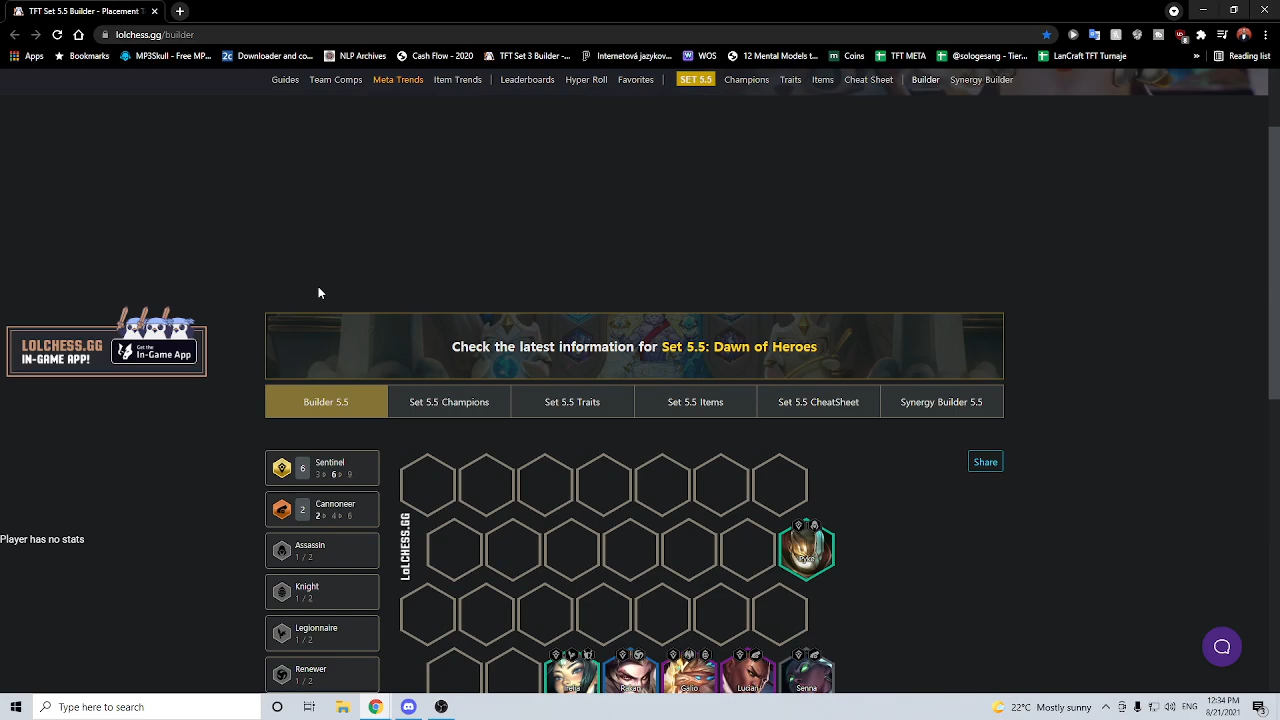 TFT Set 5.5 Builder - Placement T
lolchess.gg/builder
Apps
Bookmarks
MP3Skull - Free MP...
Downloader and co...
NLP Archives
Cash Flow - 2020
TFT Set 3 Builder -...
Internetová jazykov...
WOS
12 Mental Models t...
Coins
TFT META
@sologesang - Tier...
LanCraft TFT Turnaje
»
Reading list
Guides
Team Comps
Meta Trends
Item Trends
Leaderboards
Hyper Roll
Favorites
SET 5.5
Champions
Traits
Items
Cheat Sheet
Builder
Synergy Builder
LOLCHESS.GG
IN-GAME APP!
Get the
In-Game App
Check the latest information for Set 5.5: Dawn of Heroes
Builder 5.5
Set 5.5 Champions
Set 5.5 Traits
Set 5.5 Items
Set 5.5 CheatSheet
Synergy Builder 5.5
6
Sentinel
3 6 9
2
Cannoneer
2 4 6
Assassin
1 / 2
Knight
1 / 2
Legionnaire
1 / 2
Renewer
1 / 2
LoLCHESS.GG
Share
Pyke
Irelia
Rakan
Galio
Lucian
Senna
Player has no stats
Type here to search
22°C Mostly sunny
ENG
12:34 PM
8/21/2021